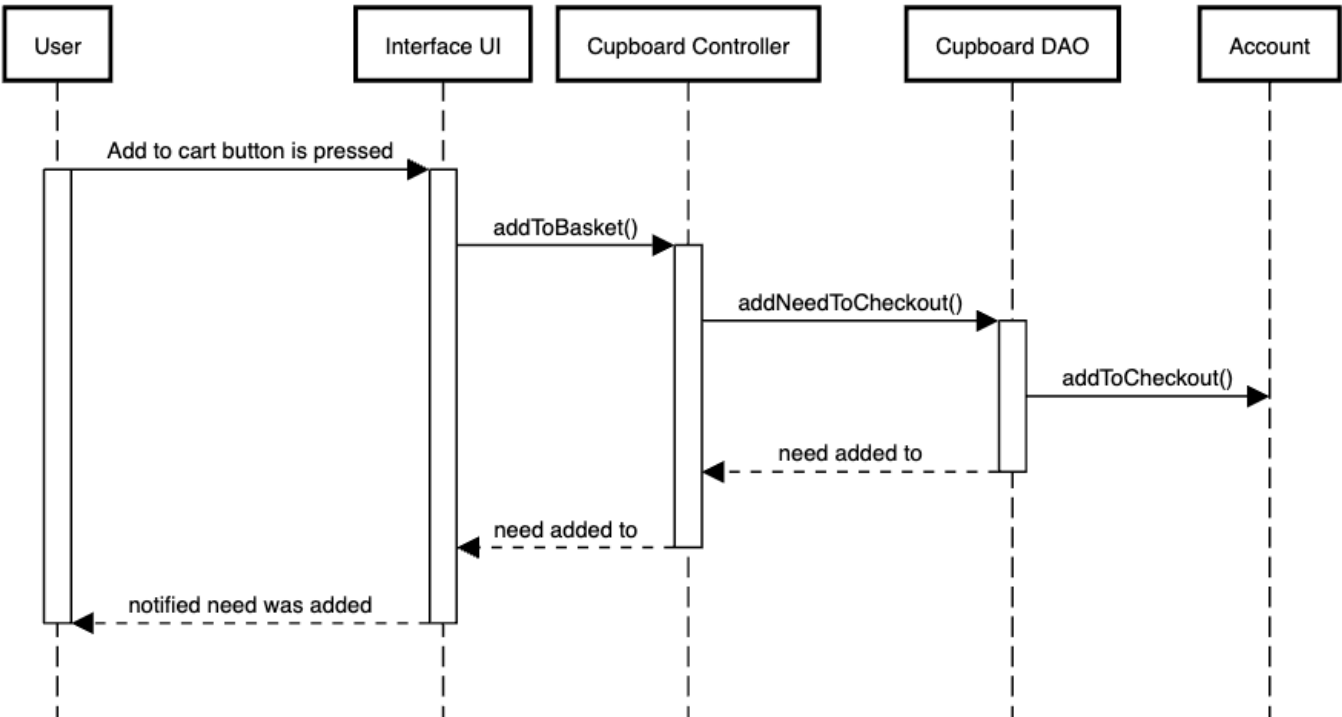 User
Interface UI
Cupboard Controller
Cupboard DAO
Account
Add to cart button is pressed
addToBasket()
addNeedToCheckout()
addToCheckout()
need added to
need added to
notified need was added